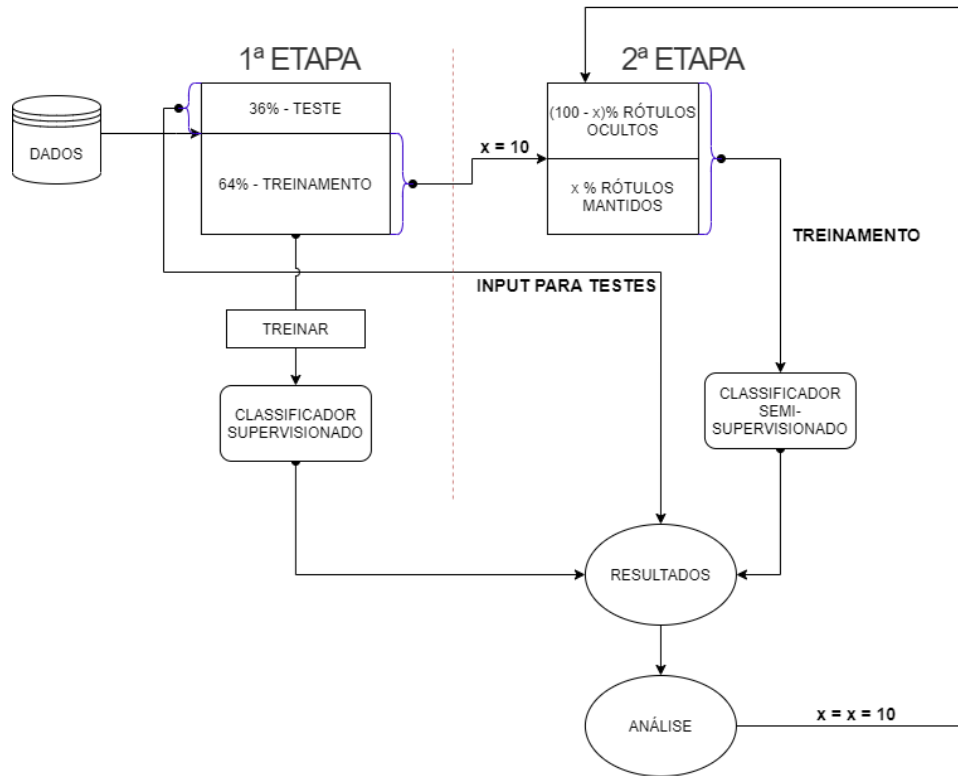 1ª ETAPA
2ª ETAPA
DADOS
36% - TESTE
64% - TREINAMENTO
x = 10
(100 - x)% RÓTULOS
OCULTOS
x % RÓTULOS
MANTIDOS
TREINAMENTO
INPUT PARA TESTES
TREINAR
CLASSIFICADOR
SUPERVISIONADO
CLASSIFICADOR
SEMI-
SUPERVISIONADO
RESULTADOS
ANÁLISE
x = x = 10